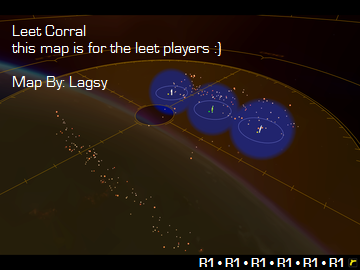 Leet Corral
this map is for the leet players :)
Map By: Lagsy
R1 • R1 • R1 • R1 • R1 • R1 r